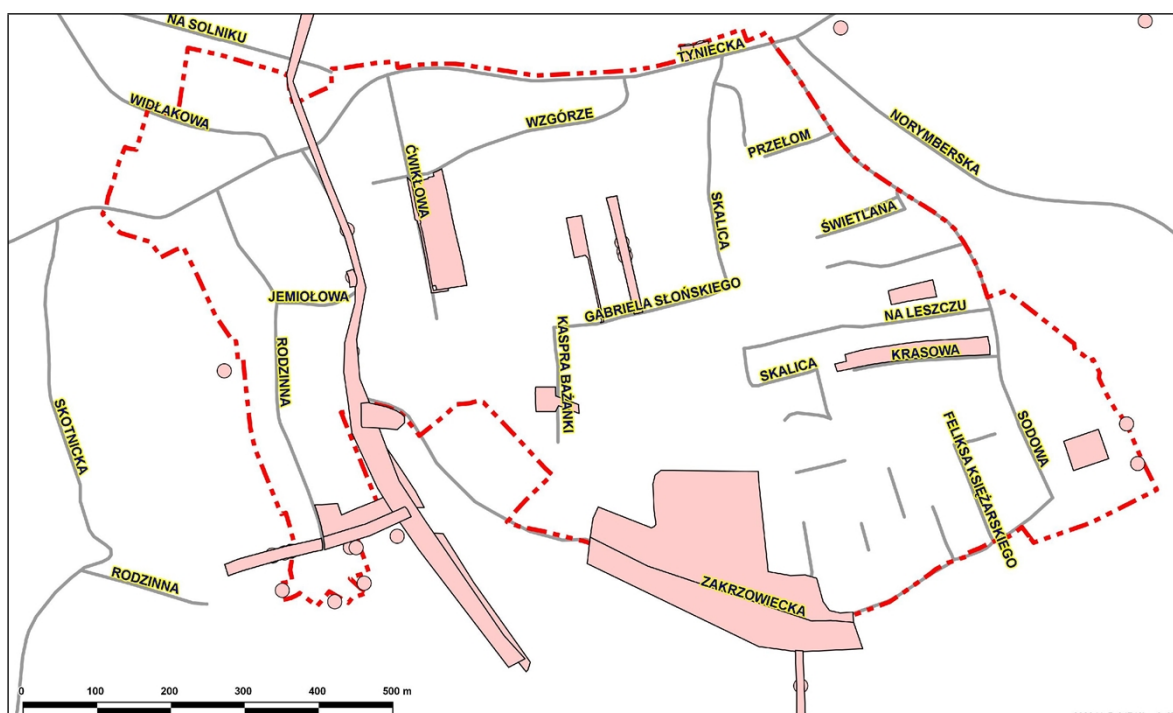 NA SOLNIKU
TYNIECKA
WIDŁAKOWA
WZGÓRZE
NORYMBERSKA
PRZEŁOM
ĆWIKŁOWA
SKALICA
ŚWIETLANA
JEMIOŁOWA
GABRIELA SŁOŃSKIEGO
NA LESZCZU
KASPRA BAŻANKI
RODZINNA
KRASOWA
SKALICA
SKOTNICKA
FELIKSA KSIĘŻARSKIEGO
SODOWA
RODZINNA
ZAKRZOWIECKA
0 100 200 300 400 500 m